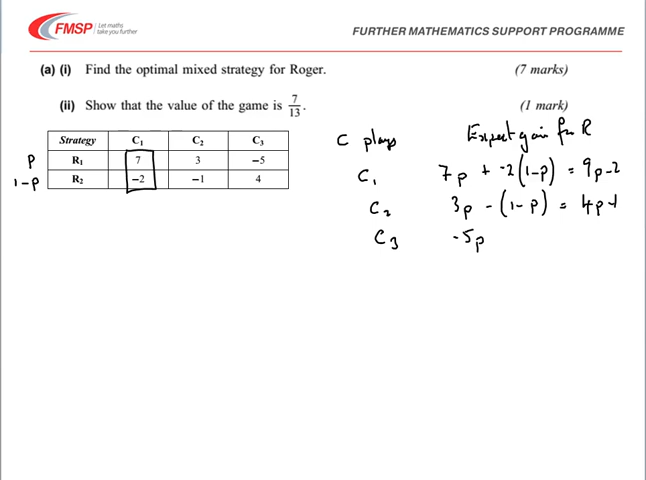 FMSP Let maths take you further
FURTHER MATHEMATICS SUPPORT PROGRAMME
(a) (i) Find the optimal mixed strategy for Roger. (7 marks)
(ii) Show that the value of the game is 7/13. (1 mark)
C plays Expect gain for R
Strategy C₁ C₂ C₃
p R₁ 7 3 −5
1-p R₂ −2 −1 4
C₁ 7p + -2(1-p) = 9p-2
C₂ 3p - (1-p) = 4p-1
C₃ -5p